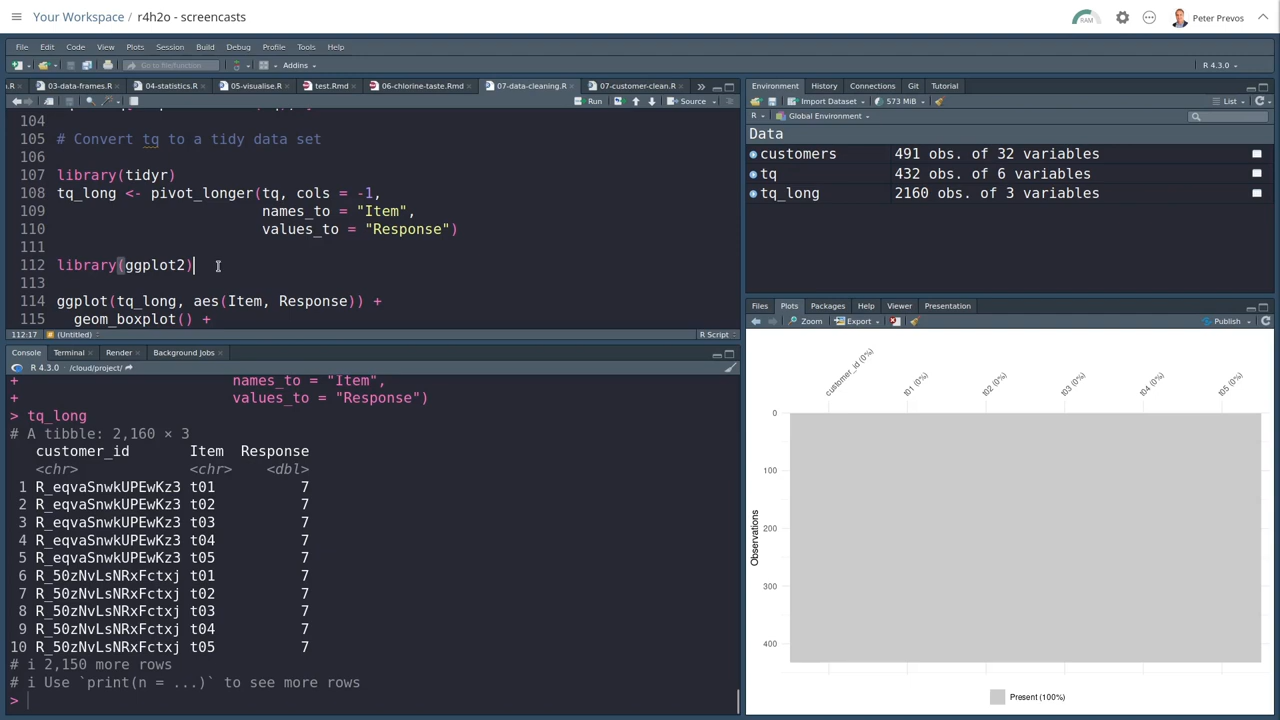 Your Workspace / r4h2o - screencasts
RAM
Peter Prevos
File Edit Code View Plots Session Build Debug Profile Tools Help
Go to file/function
Addins
R 4.3.0
.R × 03-data-frames.R × 04-statistics.R × 05-visualise.R × test.Rmd × 06-chlorine-taste.Rmd × 07-data-cleaning.R × 07-customer-clean.R ×
Run
Source
104
105 # Convert tq to a tidy data set
106
107 library(tidyr)
108 tq_long <- pivot_longer(tq, cols = -1,
109 names_to = "Item",
110 values_to = "Response")
111
112 library(ggplot2)
113
114 ggplot(tq_long, aes(Item, Response)) +
115 geom_boxplot() +
112:17 (Untitled) R Script
Console Terminal × Render × Background Jobs ×
R 4.3.0 · /cloud/project/
+ names_to = "Item",
+ values_to = "Response")
> tq_long
# A tibble: 2,160 × 3
customer_id Item Response
<chr> <chr> <dbl>
1 R_eqvaSnwkUPEwKz3 t01 7
2 R_eqvaSnwkUPEwKz3 t02 7
3 R_eqvaSnwkUPEwKz3 t03 7
4 R_eqvaSnwkUPEwKz3 t04 7
5 R_eqvaSnwkUPEwKz3 t05 7
6 R_50zNvLsNRxFctxj t01 7
7 R_50zNvLsNRxFctxj t02 7
8 R_50zNvLsNRxFctxj t03 7
9 R_50zNvLsNRxFctxj t04 7
10 R_50zNvLsNRxFctxj t05 7
# i 2,150 more rows
# i Use `print(n = ...)` to see more rows
>
Environment History Connections Git Tutorial
Import Dataset
573 MiB
List
R Global Environment
Data
customers 491 obs. of 32 variables
tq 432 obs. of 6 variables
tq_long 2160 obs. of 3 variables
Files Plots Packages Help Viewer Presentation
Zoom Export Publish
customer_id (0%)
t01 (0%)
t02 (0%)
t03 (0%)
t04 (0%)
t05 (0%)
0
100
200
300
400
Observations
Present (100%)